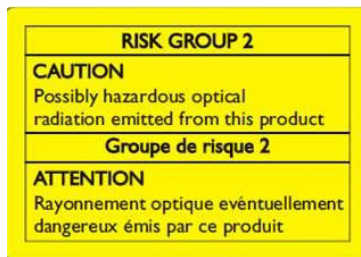 RISK GROUP 2
CAUTION
Possibly hazardous optical
radiation emitted from this product
Groupe de risque 2
ATTENTION
Rayonnement optique evéntuellement
dangereux émis par ce produit